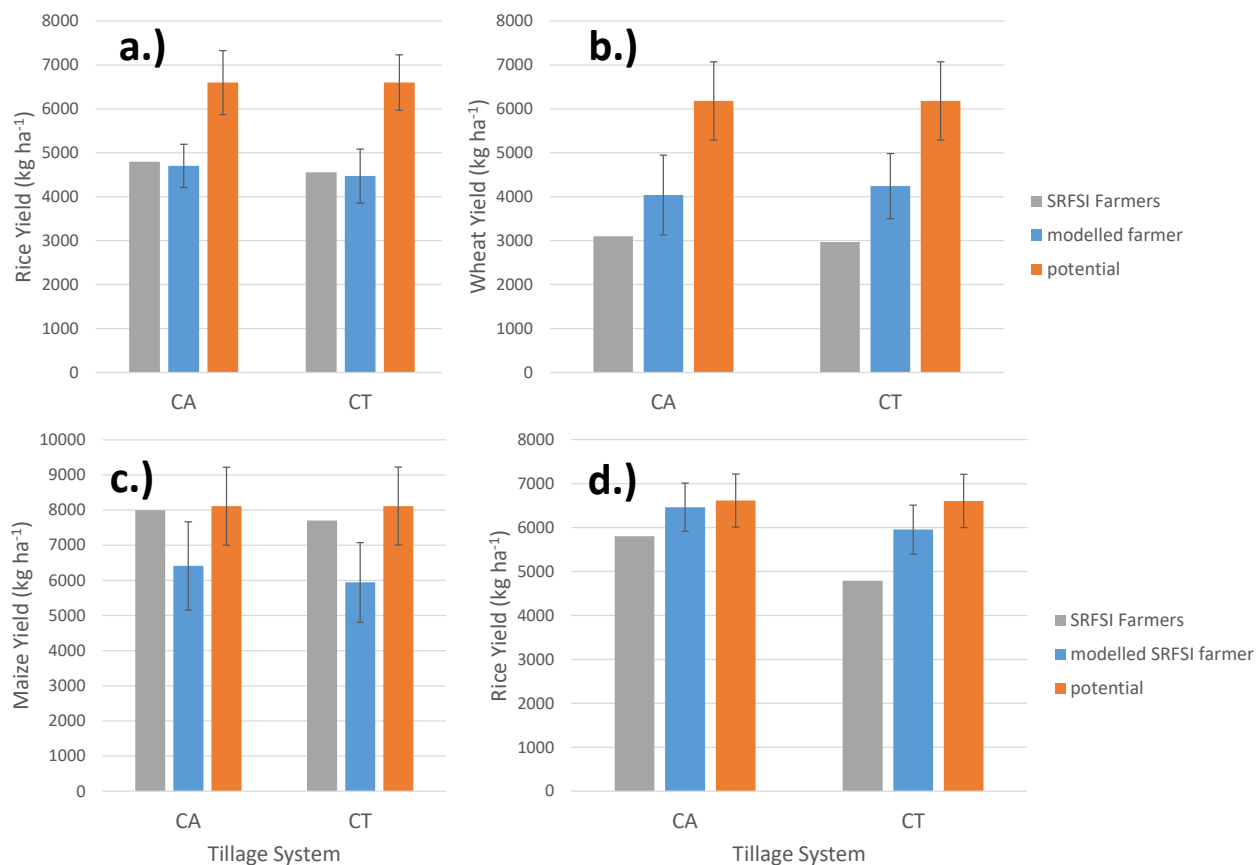 a.)
8000
7000
6000
5000
4000
3000
2000
1000
0
Rice Yield (kg ha-1)
CA
CT
b.)
8000
7000
6000
5000
4000
3000
2000
1000
0
Wheat Yield (kg ha-1)
CA
CT
SRFSI Farmers
modelled farmer
potential
c.)
10000
9000
8000
7000
6000
5000
4000
3000
2000
1000
0
Maize Yield (kg ha-1)
CA
CT
Tillage System
d.)
8000
7000
6000
5000
4000
3000
2000
1000
0
Rice Yield (kg ha-1)
CA
CT
Tillage System
SRFSI Farmers
modelled SRFSI farmer
potential